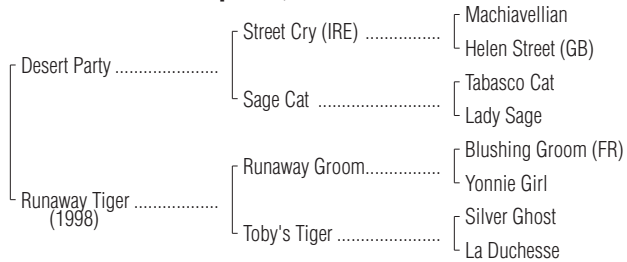 Machiavellian
Street Cry (IRE) ..................
Helen Street (GB)
Desert Party ........................
Tabasco Cat
Sage Cat .............................
Lady Sage
Blushing Groom (FR)
Runaway Groom..................
Yonnie Girl
Runaway Tiger ...................
(1998)
Silver Ghost
Toby's Tiger ........................
La Duchesse